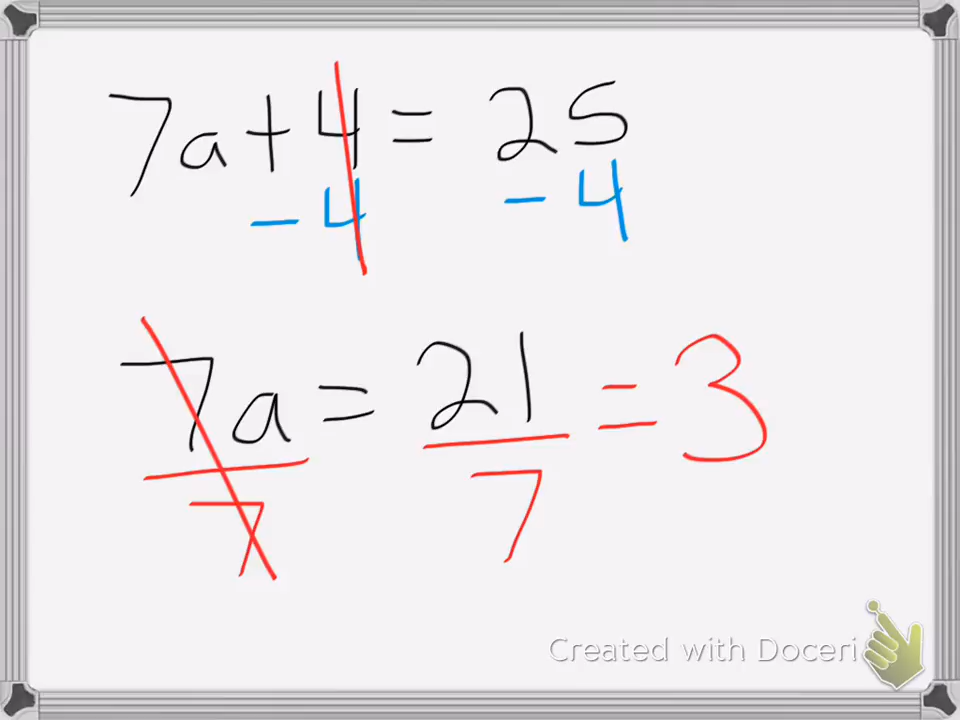 7a + 4 = 25
- 4 - 4
7a = 21 = 3
7 7
Created with Doceri